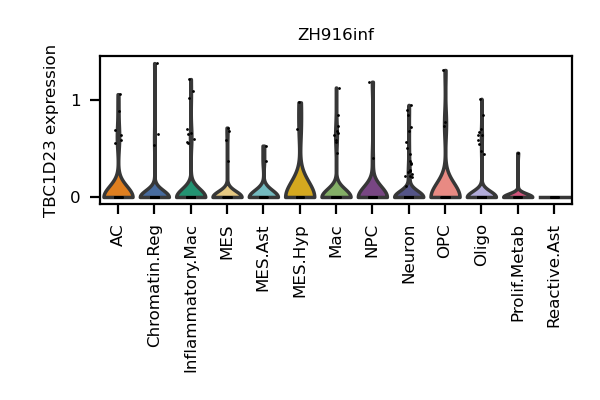 ZH916inf
TBC1D23 expression
1
0
AC
Chromatin.Reg
Inflammatory.Mac
MES
MES.Ast
MES.Hyp
Mac
NPC
Neuron
OPC
Oligo
Prolif.Metab
Reactive.Ast